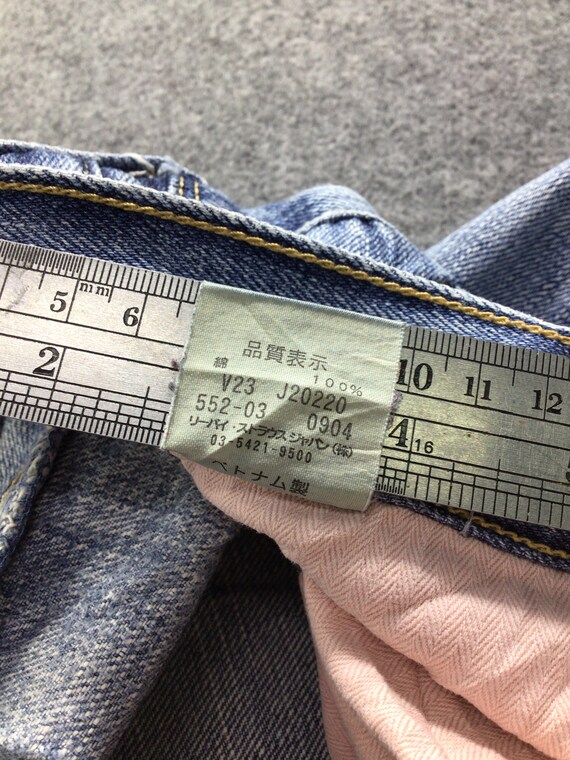 5 mm 6
2
品質表示
綿 100%
V23 J20220
552-03 0904
リーバイ・ストラウス ジャパン(株)
03-5421-9500
ベトナム製
10 11 12
4 16